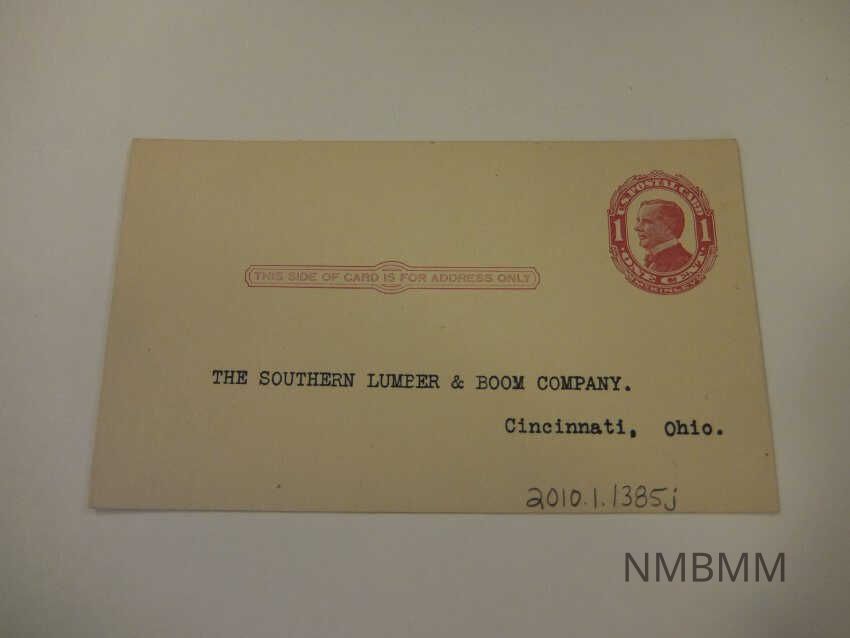 U.S. POSTAL CARD
1 1
ONE CENT
MCKINLEY
THIS SIDE OF CARD IS FOR ADDRESS ONLY
THE SOUTHERN LUMBER & BOOM COMPANY.
Cincinnati, Ohio.
2010.1.1385j
NMBMM